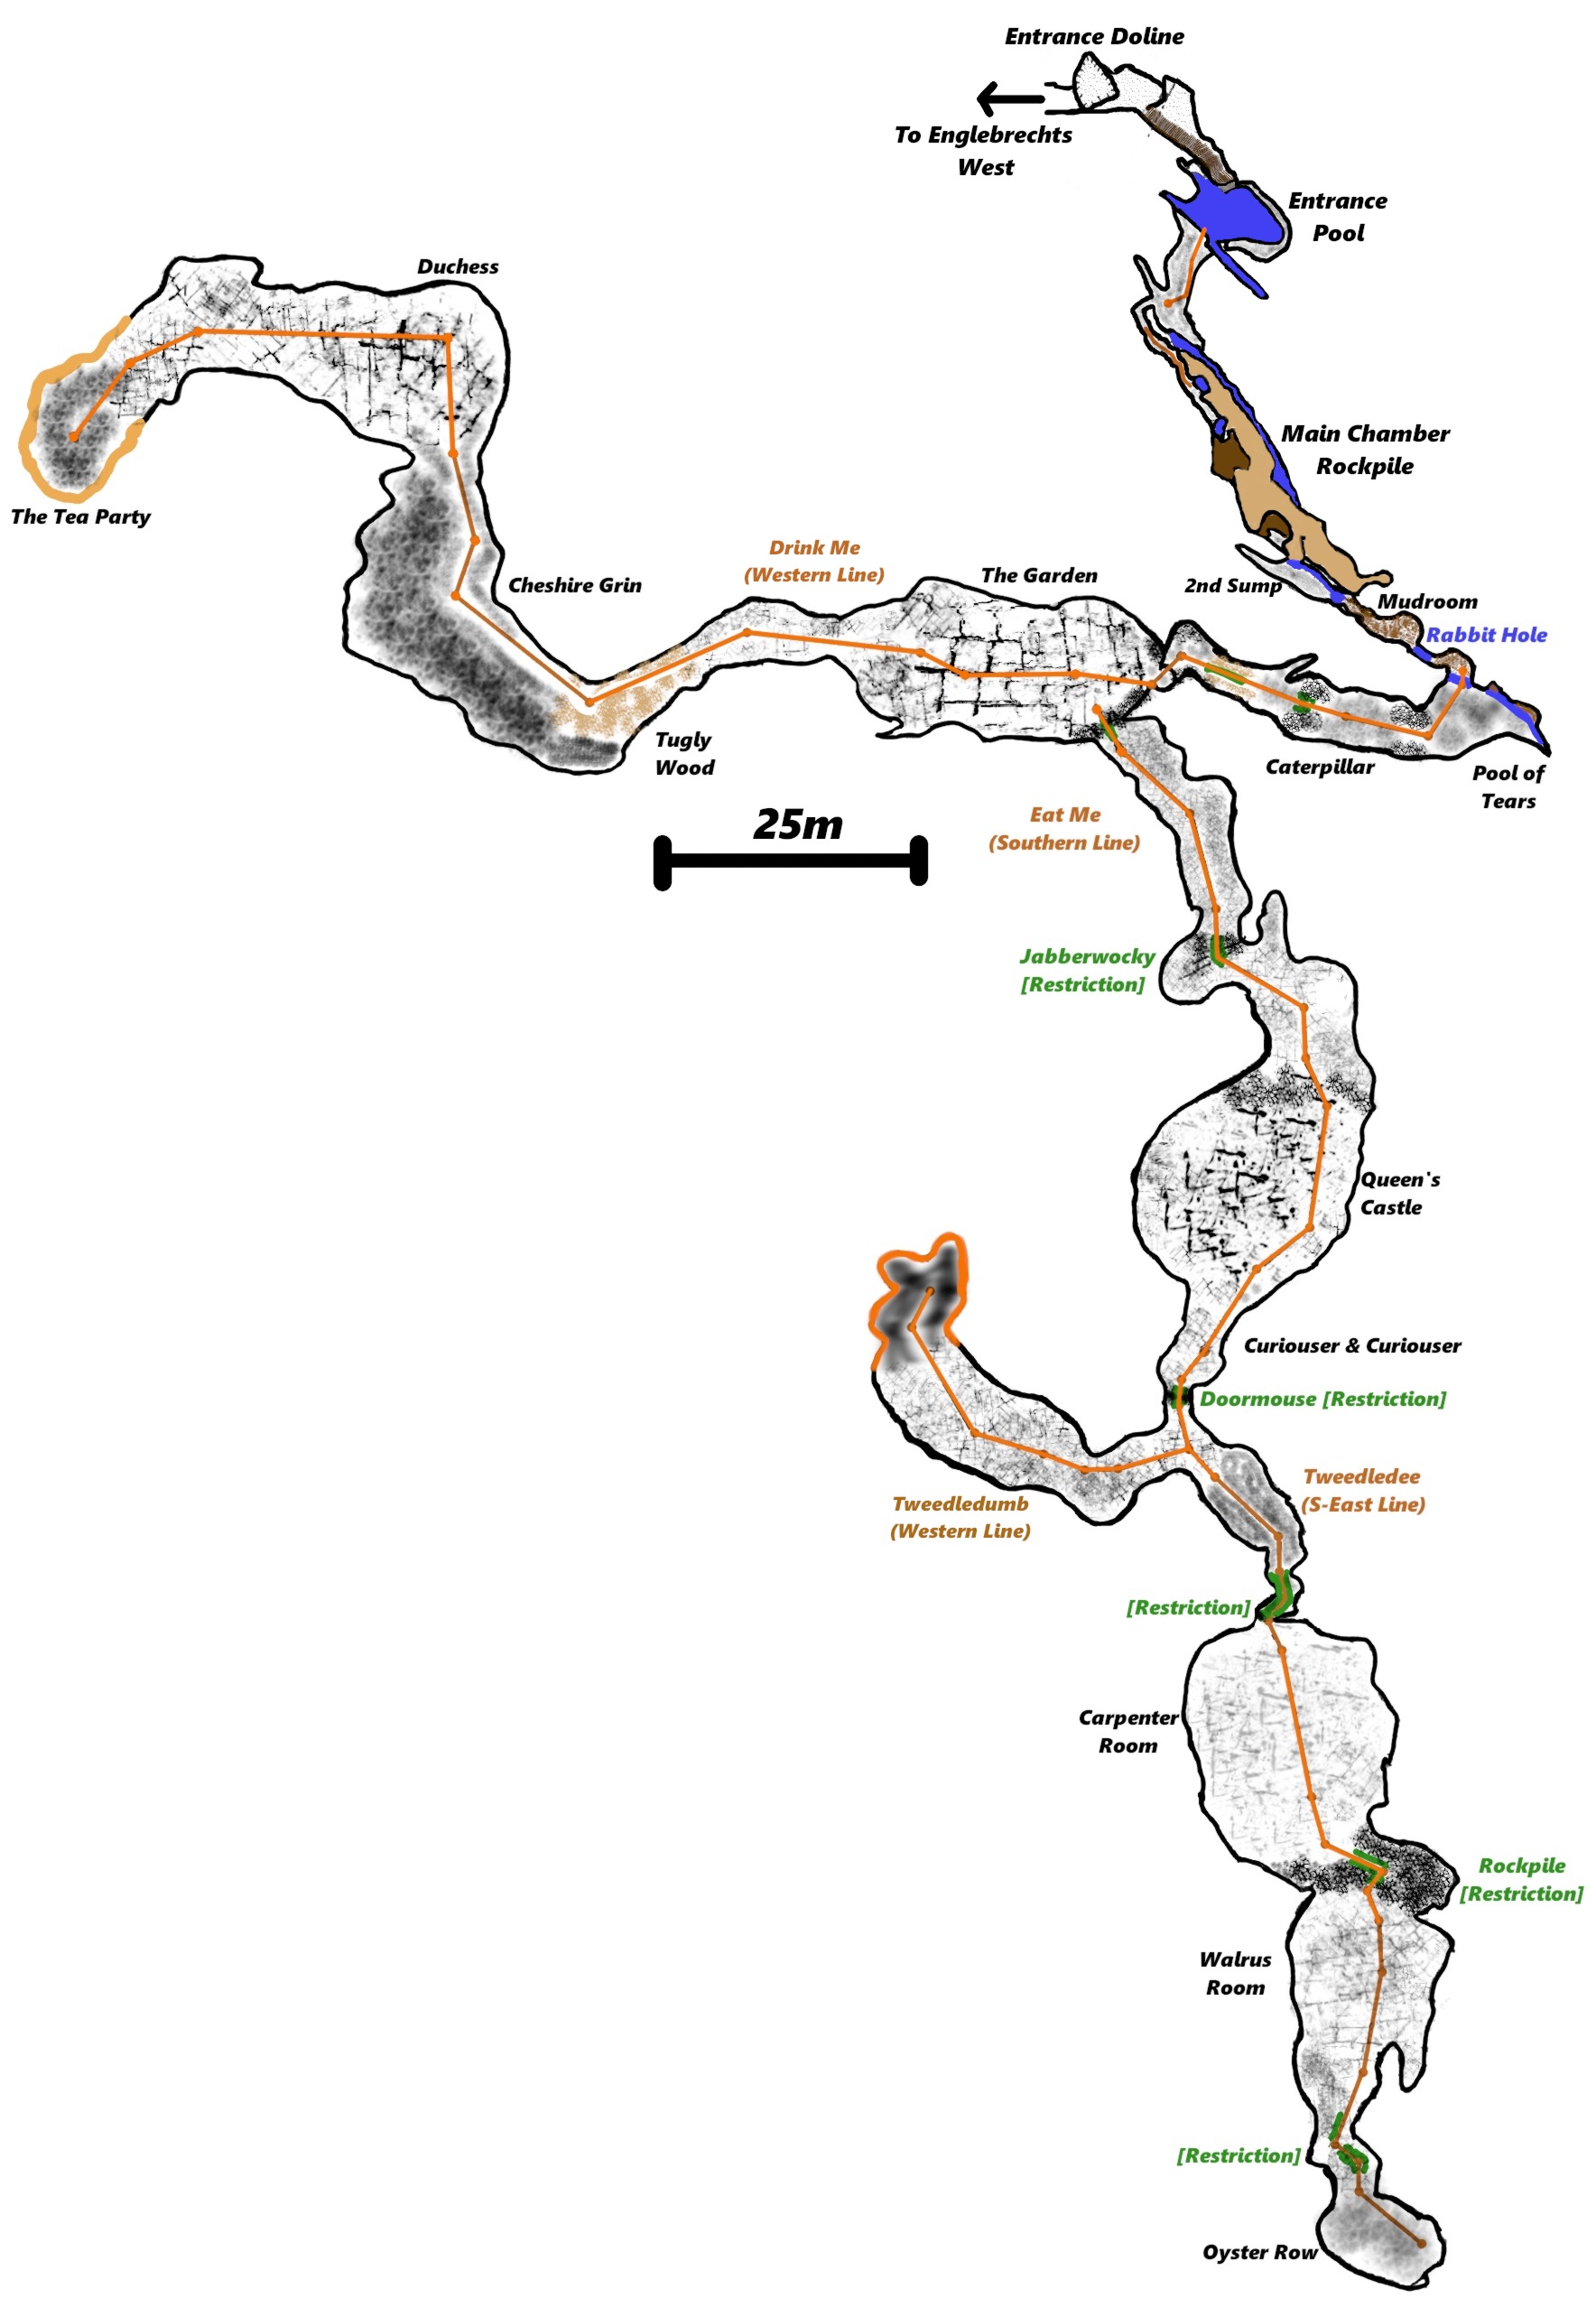 Entrance Doline
To Englebrechts
West
Entrance
Pool
Duchess
Main Chamber
Rockpile
The Tea Party
Drink Me
(Western Line)
The Garden
Cheshire Grin
2nd Sump
Mudroom
Rabbit Hole
Tugly
Wood
Caterpillar
Pool of
Tears
25m
Eat Me
(Southern Line)
Jabberwocky
[Restriction]
Queen's
Castle
Curiouser & Curiouser
Doormouse [Restriction]
Tweedledee
(S-East Line)
Tweedledumb
(Western Line)
[Restriction]
Carpenter
Room
Rockpile
[Restriction]
Walrus
Room
[Restriction]
Oyster Row